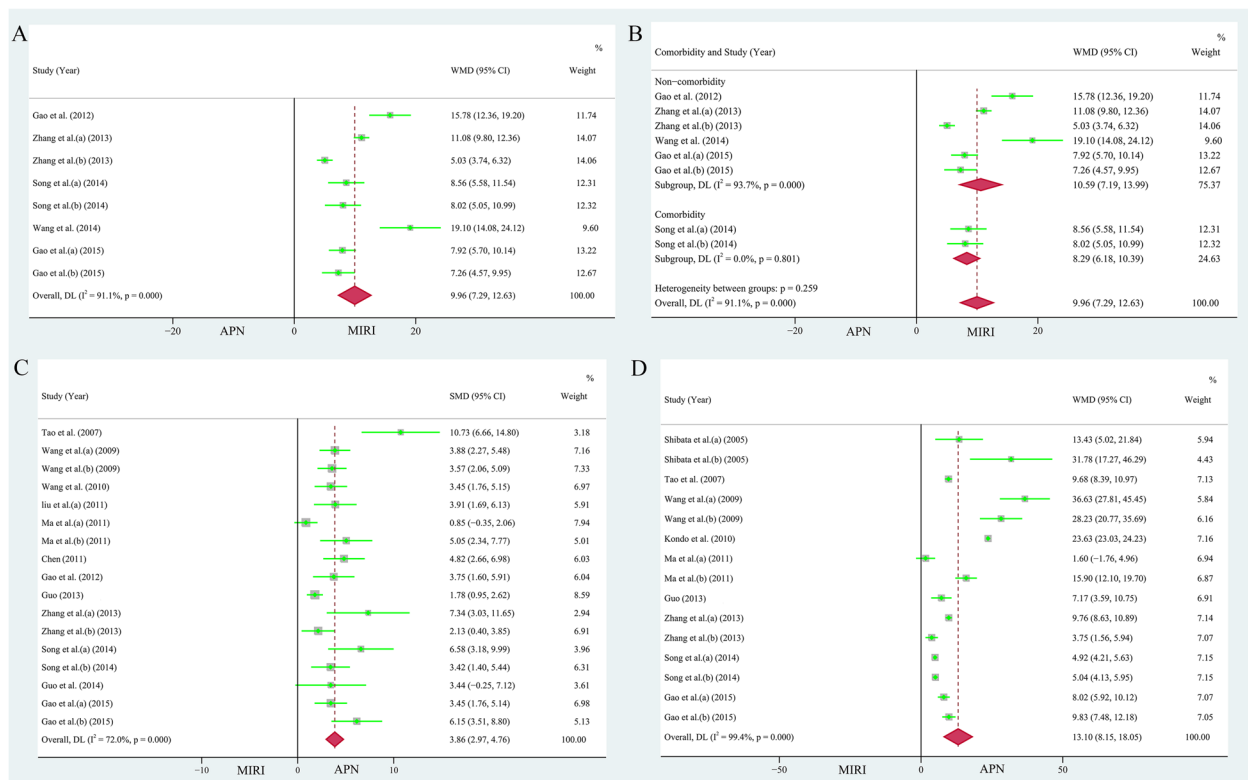 A
%
Study (Year) WMD (95% CI) Weight
Gao et al. (2012) 15.78 (12.36, 19.20) 11.74
Zhang et al.(a) (2013) 11.08 (9.80, 12.36) 14.07
Zhang et al.(b) (2013) 5.03 (3.74, 6.32) 14.06
Song et al.(a) (2014) 8.56 (5.58, 11.54) 12.31
Song et al.(b) (2014) 8.02 (5.05, 10.99) 12.32
Wang et al. (2014) 19.10 (14.08, 24.12) 9.60
Gao et al.(a) (2015) 7.92 (5.70, 10.14) 13.22
Gao et al.(b) (2015) 7.26 (4.57, 9.95) 12.67
Overall, DL (I² = 91.1%, p = 0.000) 9.96 (7.29, 12.63) 100.00
−20 APN 0 MIRI 20
B
%
Comorbidity and Study (Year) WMD (95% CI) Weight
Non−comorbidity
Gao et al. (2012) 15.78 (12.36, 19.20) 11.74
Zhang et al.(a) (2013) 11.08 (9.80, 12.36) 14.07
Zhang et al.(b) (2013) 5.03 (3.74, 6.32) 14.06
Wang et al. (2014) 19.10 (14.08, 24.12) 9.60
Gao et al.(a) (2015) 7.92 (5.70, 10.14) 13.22
Gao et al.(b) (2015) 7.26 (4.57, 9.95) 12.67
Subgroup, DL (I² = 93.7%, p = 0.000) 10.59 (7.19, 13.99) 75.37
Comorbidity
Song et al.(a) (2014) 8.56 (5.58, 11.54) 12.31
Song et al.(b) (2014) 8.02 (5.05, 10.99) 12.32
Subgroup, DL (I² = 0.0%, p = 0.801) 8.29 (6.18, 10.39) 24.63
Heterogeneity between groups: p = 0.259
Overall, DL (I² = 91.1%, p = 0.000) 9.96 (7.29, 12.63) 100.00
−20 APN 0 MIRI 20
C
%
Study (Year) SMD (95% CI) Weight
Tao et al. (2007) 10.73 (6.66, 14.80) 3.18
Wang et al.(a) (2009) 3.88 (2.27, 5.48) 7.16
Wang et al.(b) (2009) 3.57 (2.06, 5.09) 7.33
Wang et al. (2010) 3.45 (1.76, 5.15) 6.97
liu et al.(a) (2011) 3.91 (1.69, 6.13) 5.91
Ma et al.(a) (2011) 0.85 (−0.35, 2.06) 7.94
Ma et al.(b) (2011) 5.05 (2.34, 7.77) 5.01
Chen (2011) 4.82 (2.66, 6.98) 6.03
Gao et al. (2012) 3.75 (1.60, 5.91) 6.04
Guo (2013) 1.78 (0.95, 2.62) 8.59
Zhang et al.(a) (2013) 7.34 (3.03, 11.65) 2.94
Zhang et al.(b) (2013) 2.13 (0.40, 3.85) 6.91
Song et al.(a) (2014) 6.58 (3.18, 9.99) 3.96
Song et al.(b) (2014) 3.42 (1.40, 5.44) 6.31
Guo et al. (2014) 3.44 (−0.25, 7.12) 3.61
Gao et al.(a) (2015) 3.45 (1.76, 5.14) 6.98
Gao et al.(b) (2015) 6.15 (3.51, 8.80) 5.13
Overall, DL (I² = 72.0%, p = 0.000) 3.86 (2.97, 4.76) 100.00
−10 MIRI 0 APN 10
D
%
Study (Year) WMD (95% CI) Weight
Shibata et al.(a) (2005) 13.43 (5.02, 21.84) 5.94
Shibata et al.(b) (2005) 31.78 (17.27, 46.29) 4.43
Tao et al. (2007) 9.68 (8.39, 10.97) 7.13
Wang et al.(a) (2009) 36.63 (27.81, 45.45) 5.84
Wang et al.(b) (2009) 28.23 (20.77, 35.69) 6.16
Kondo et al. (2010) 23.63 (23.03, 24.23) 7.16
Ma et al.(a) (2011) 1.60 (−1.76, 4.96) 6.94
Ma et al.(b) (2011) 15.90 (12.10, 19.70) 6.87
Guo (2013) 7.17 (3.59, 10.75) 6.91
Zhang et al.(a) (2013) 9.76 (8.63, 10.89) 7.14
Zhang et al.(b) (2013) 3.75 (1.56, 5.94) 7.07
Song et al.(a) (2014) 4.92 (4.21, 5.63) 7.15
Song et al.(b) (2014) 5.04 (4.13, 5.95) 7.15
Gao et al.(a) (2015) 8.02 (5.92, 10.12) 7.07
Gao et al.(b) (2015) 9.83 (7.48, 12.18) 7.05
Overall, DL (I² = 99.4%, p = 0.000) 13.10 (8.15, 18.05) 100.00
−50 MIRI 0 APN 50